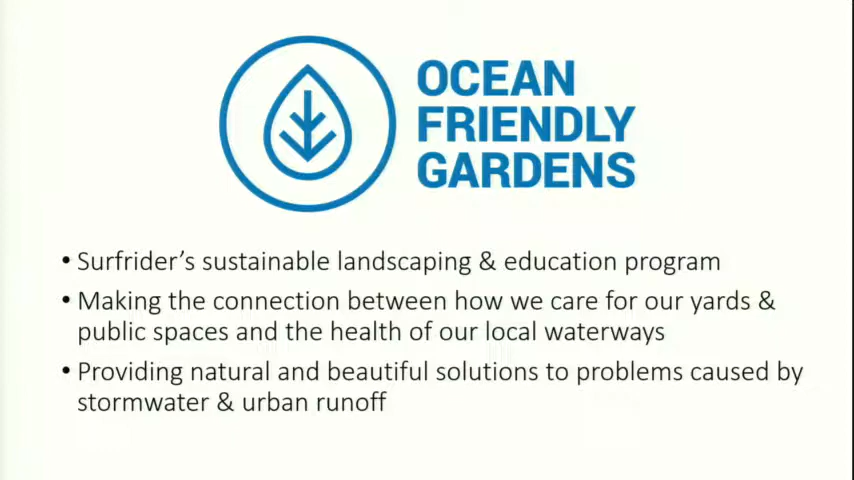 OCEAN
FRIENDLY
GARDENS
• Surfrider’s sustainable landscaping & education program
• Making the connection between how we care for our yards &
public spaces and the health of our local waterways
• Providing natural and beautiful solutions to problems caused by
stormwater & urban runoff